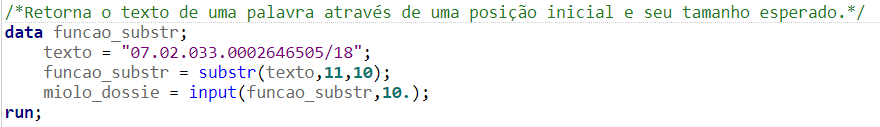 /*Retorna o texto de uma palavra através de uma posição inicial e seu tamanho esperado.*/
data funcao_substr;
    texto = "07.02.033.0002646505/18";
    funcao_substr = substr(texto,11,10);
    miolo_dossie = input(funcao_substr,10.);
run;